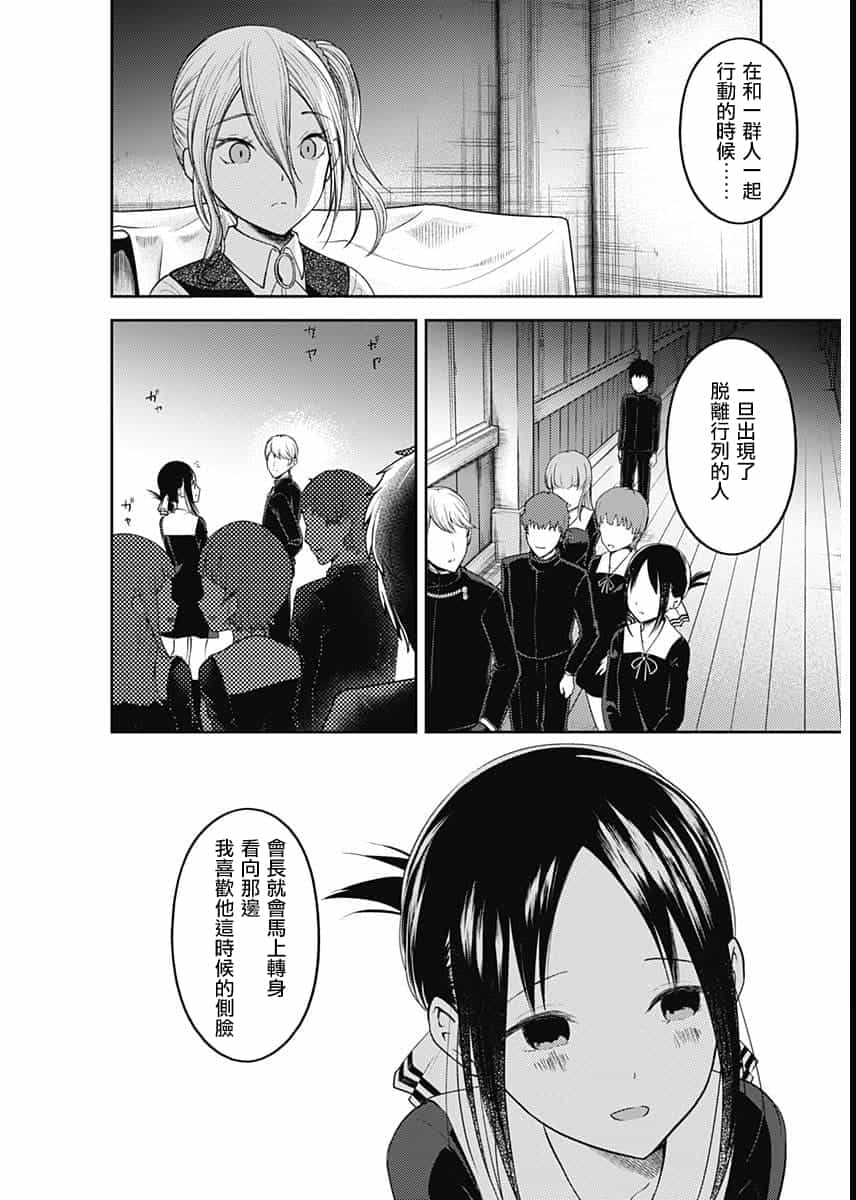 在和一群人一起
行動的時候……
一旦出現了
脱離行列的人
ガヤ
ガヤ
ガヤ
會長就會馬上轉身
看向那邊
我喜歡他這時候的側臉